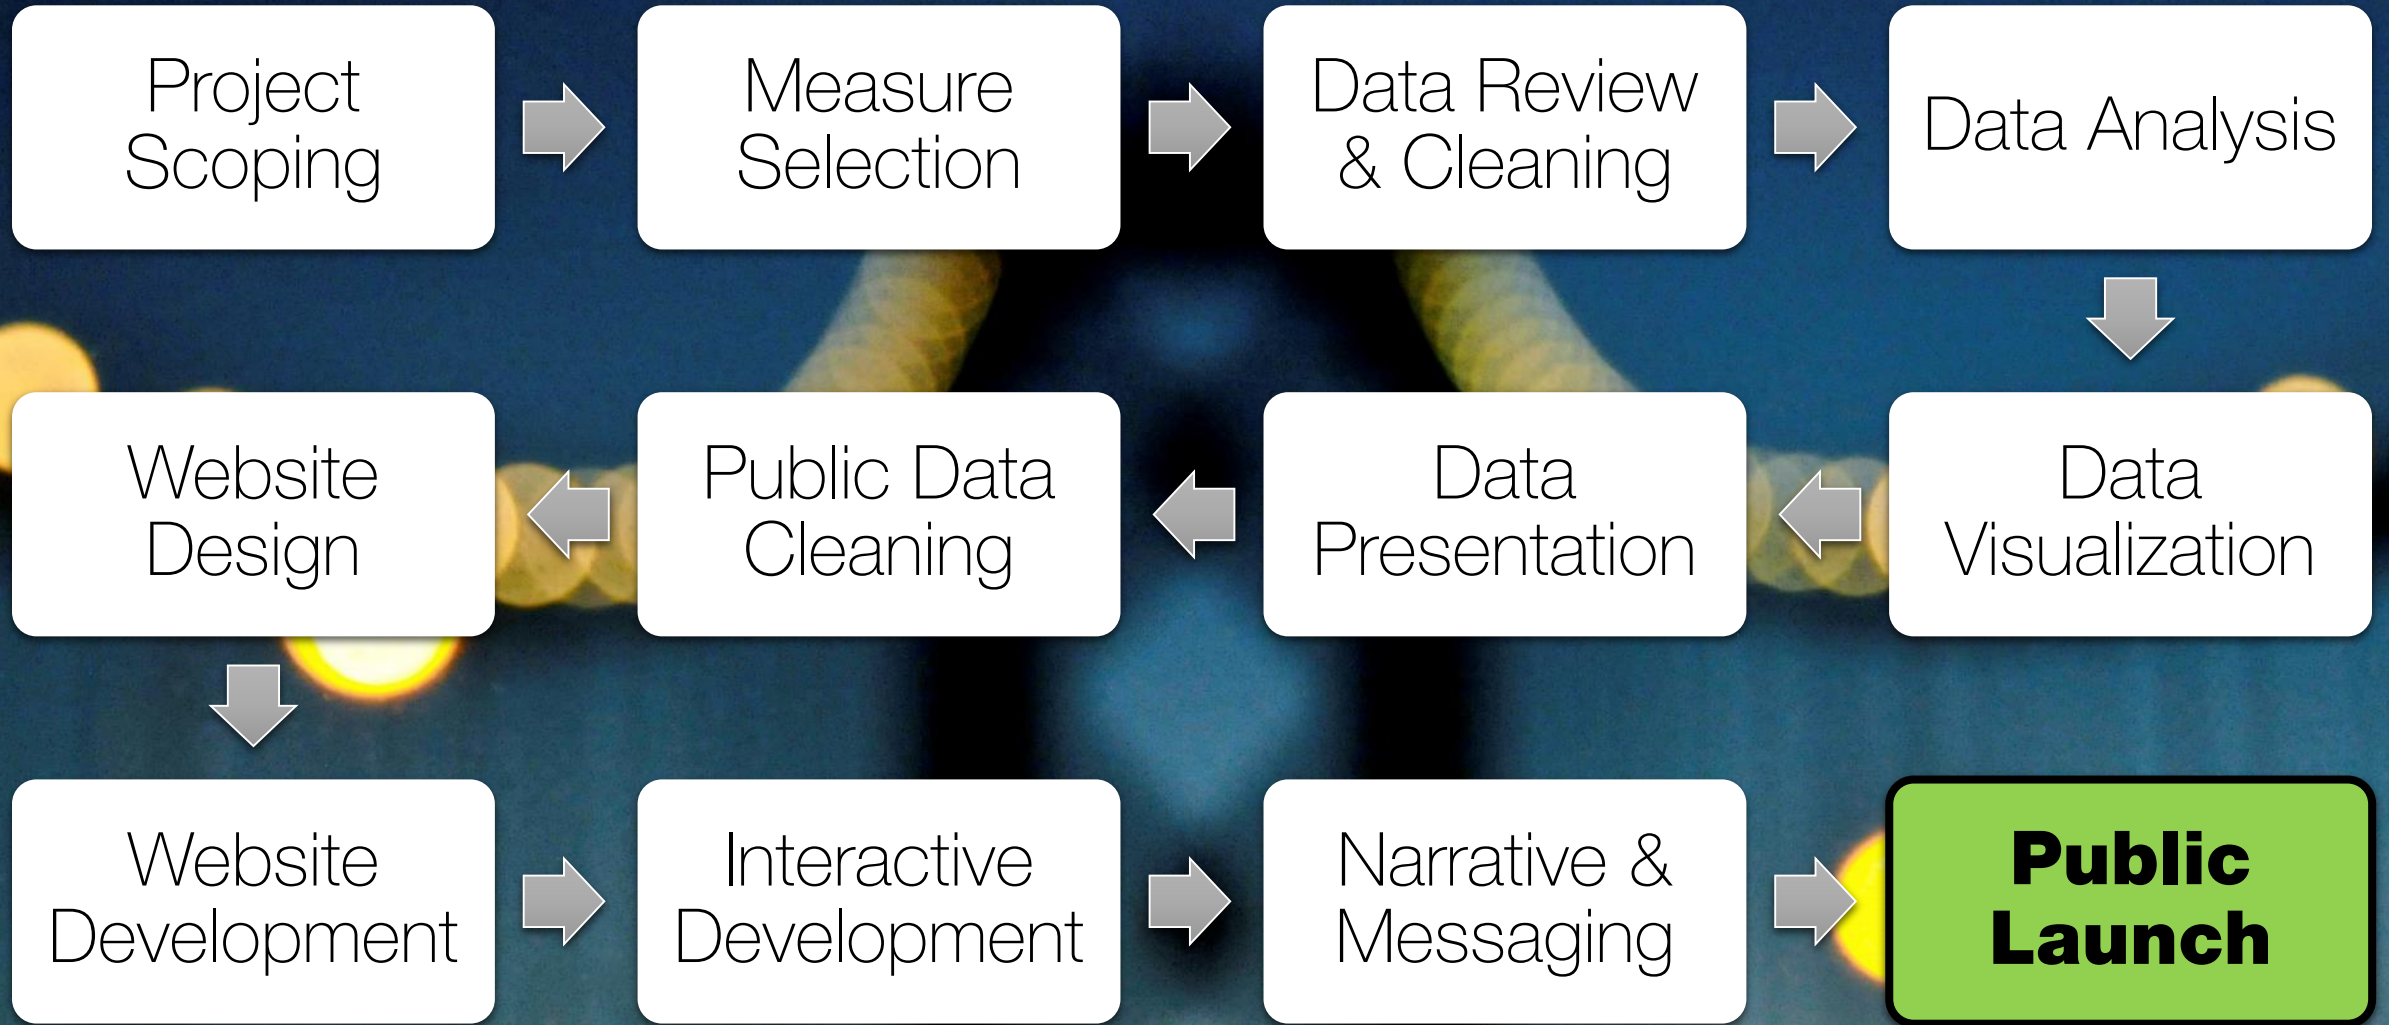 Project
Scoping
Measure
Selection
Data Review
& Cleaning
Data Analysis
Data
Visualization
Data
Presentation
Public Data
Cleaning
Website
Design
Website
Development
Interactive
Development
Narrative &
Messaging
Public
Launch